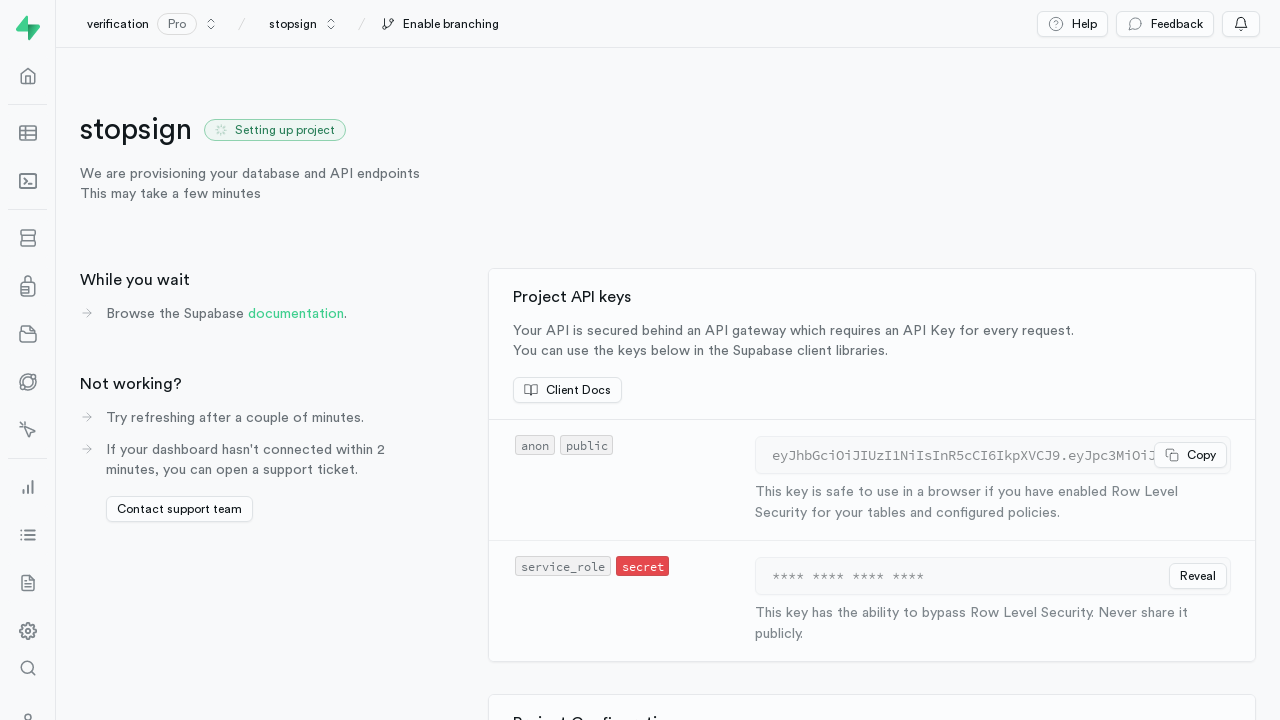 verification Pro / stopsign / Enable branching
Help Feedback
stopsign Setting up project
We are provisioning your database and API endpoints
This may take a few minutes
While you wait
Browse the Supabase documentation.
Not working?
Try refreshing after a couple of minutes.
If your dashboard hasn't connected within 2
minutes, you can open a support ticket.
Contact support team
Project API keys
Your API is secured behind an API gateway which requires an API Key for every request.
You can use the keys below in the Supabase client libraries.
Client Docs
anon public
eyJhbGciOiJIUzI1NiIsInR5cCI6IkpXVCJ9.eyJpc3MiOiJ Copy
This key is safe to use in a browser if you have enabled Row Level
Security for your tables and configured policies.
service_role secret
**** **** **** **** Reveal
This key has the ability to bypass Row Level Security. Never share it
publicly.